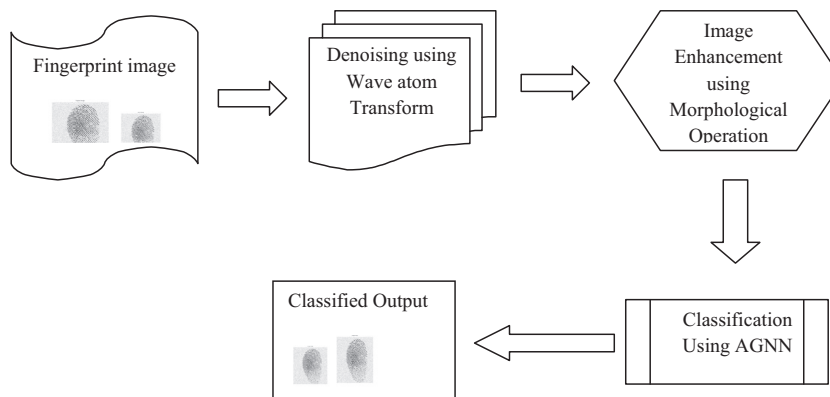 Fingerprint image
Denoising using
Wave atom
Transform
Image
Enhancement
using
Morphological
Operation
Classification
Using AGNN
Classified Output